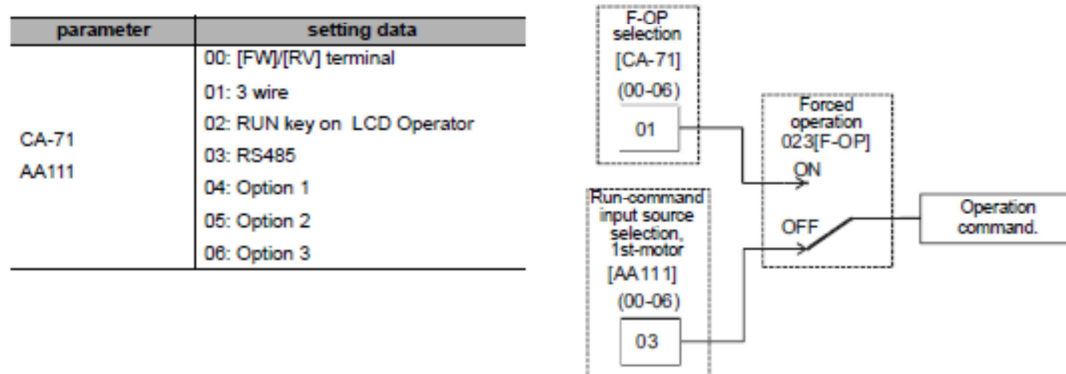 parameter setting data
CA-71
AA111
00: [FW]/[RV] terminal
01: 3 wire
02: RUN key on LCD Operator
03: RS485
04: Option 1
05: Option 2
06: Option 3
F-OP
selection
[CA-71]
(00-06)
01
Forced
operation
023[F-OP]
ON
OFF
Run-command
input source
selection,
1st-motor
[AA111]
(00-06)
03
Operation
command.